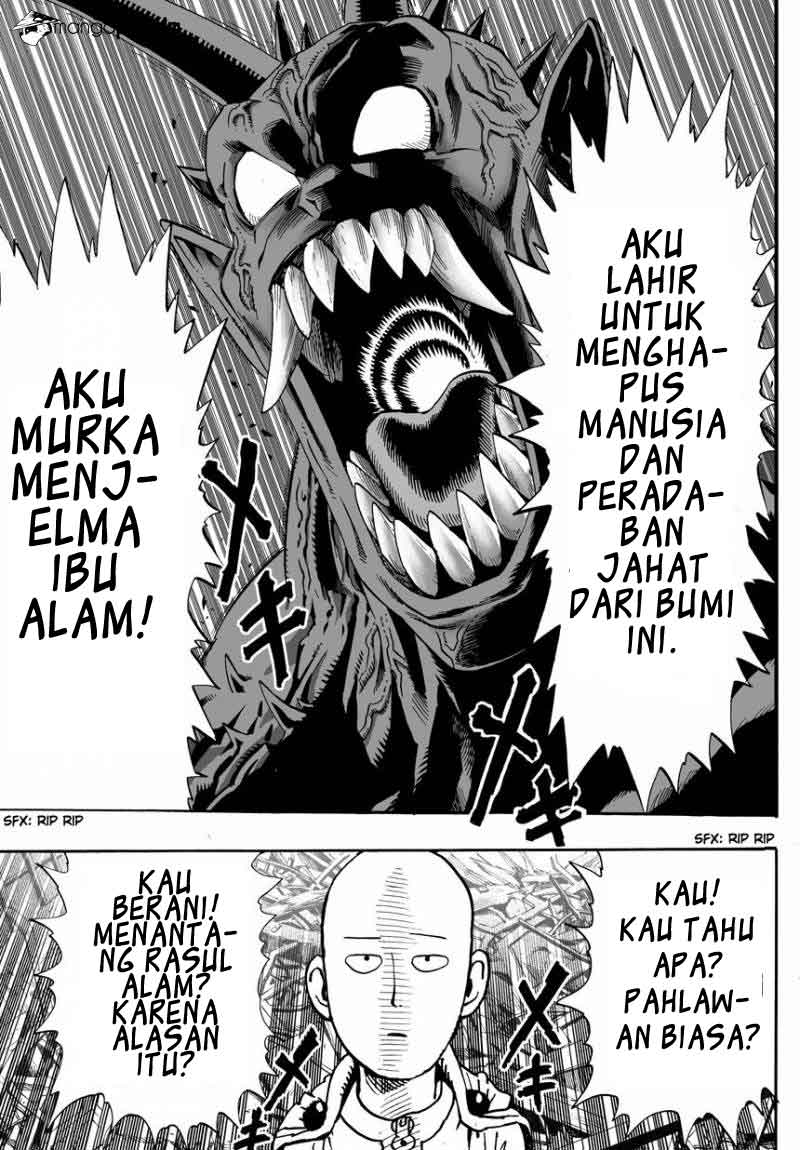 AKU
LAHIR
UNTUK
MENGHA-
PUS
MANUSIA
DAN
PERADA-
BAN
JAHAT
DARI BUMI
INI.
AKU
MURKA
MENJ-
ELMA
IBU
ALAM!
メキ
メキ
SFX: RIP RIP
SFX: RIP RIP
KAU!
KAU TAHU
APA?
PAHLAW-
AN BIASA?
KAU
BERANI!
MENANTA-
NG RASUL
ALAM?
KARENA
ALASAN
ITU?
メキ
メキ